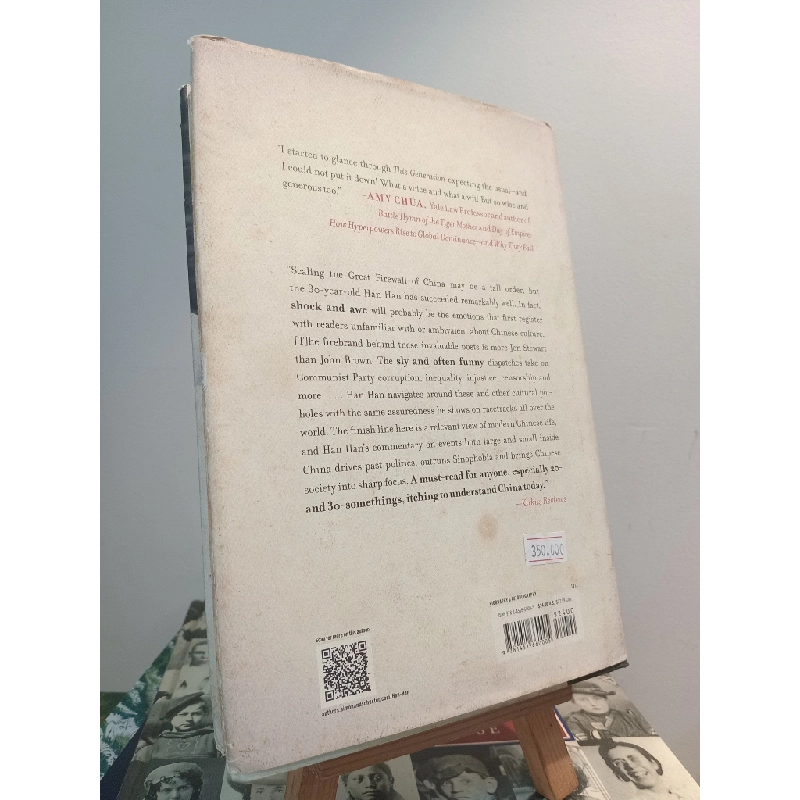 "I started to glance through This Generation expecting the usual—and
I could not put it down! What a voice and what a wit! But so wise and
generous too."
—AMY CHUA, Yale Law Professor and author of
Battle Hymn of the Tiger Mother and Day of Empire:
How Hyperpowers Rise to Global Dominance—and Why They Fall
"Scaling the Great Firewall of China may be a tall order, but
the 30-year-old Han Han has succeeded remarkably well. In fact,
shock and awe will probably be the emotions that first register
with readers unfamiliar with or ambivalent about Chinese culture.
[T]he firebrand behind these invaluable posts is more Jon Stewart
than John Brown. The sly and often funny dispatches take on
Communist Party corruption, inequality, injustice, censorship and
more Han Han navigates around these and other cultural pot-
holes with the same assuredness he shows on racetracks all over the
world. The finish line here is a relevant view of modern Chinese life,
and Han Han's commentary on events both large and small inside
China drives past politics, outruns Sinophobia and brings Chinese
society into sharp focus. A must-read for anyone, especially 20-
and 30-somethings, itching to understand China today."
—Kirkus Reviews
350.000